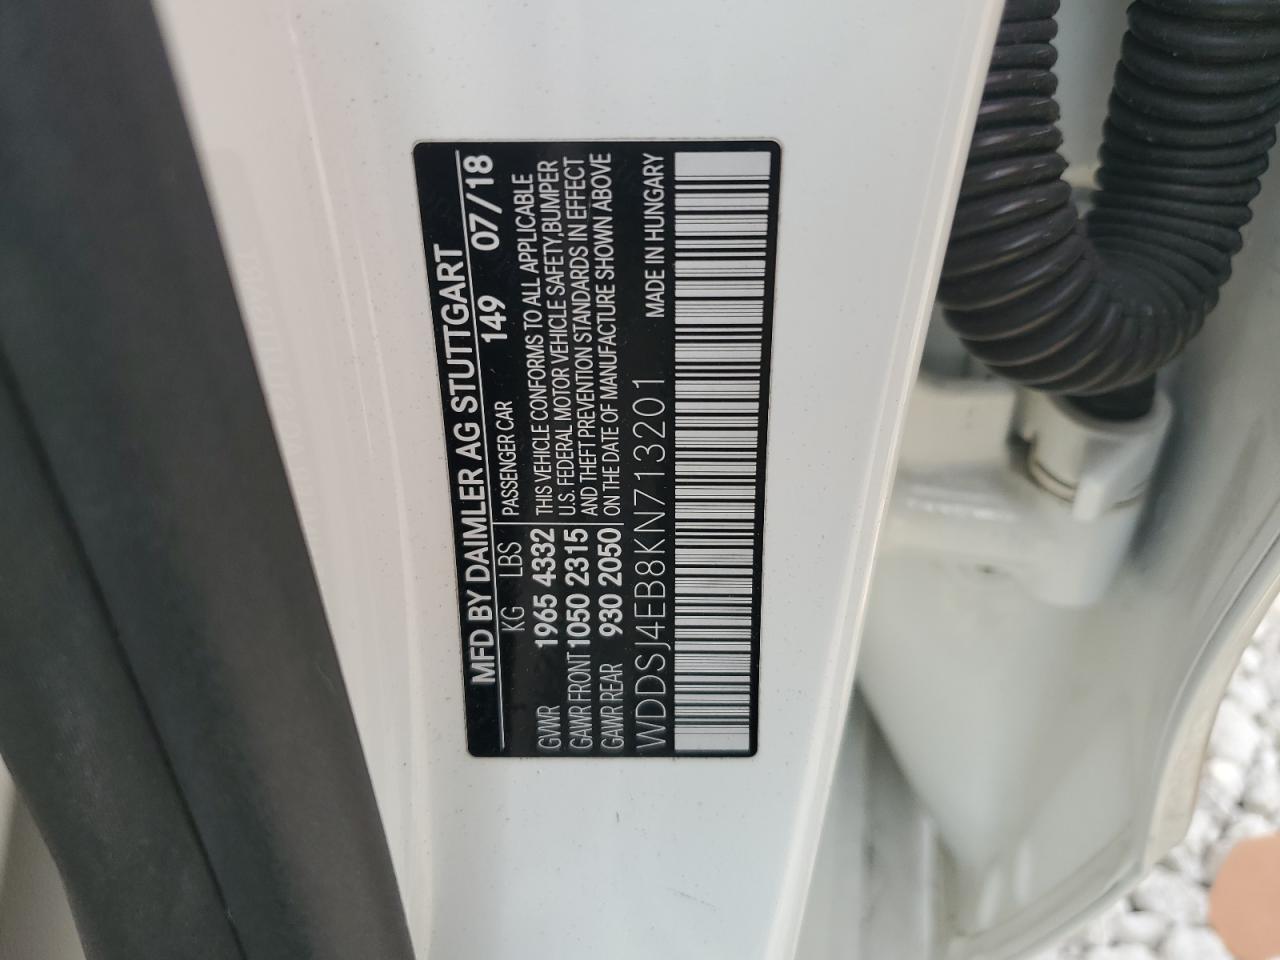 MFD BY DAIMLER AG STUTTGART
149 07/18
KG LBS PASSENGER CAR
GVWR 1965 4332 THIS VEHICLE CONFORMS TO ALL APPLICABLE
GAWR FRONT 1050 2315 U.S. FEDERAL MOTOR VEHICLE SAFETY,BUMPER
AND THEFT PREVENTION STANDARDS IN EFFECT
GAWR REAR 930 2050 ON THE DATE OF MANUFACTURE SHOWN ABOVE
WDDSJ4EB8KN713201 MADE IN HUNGARY